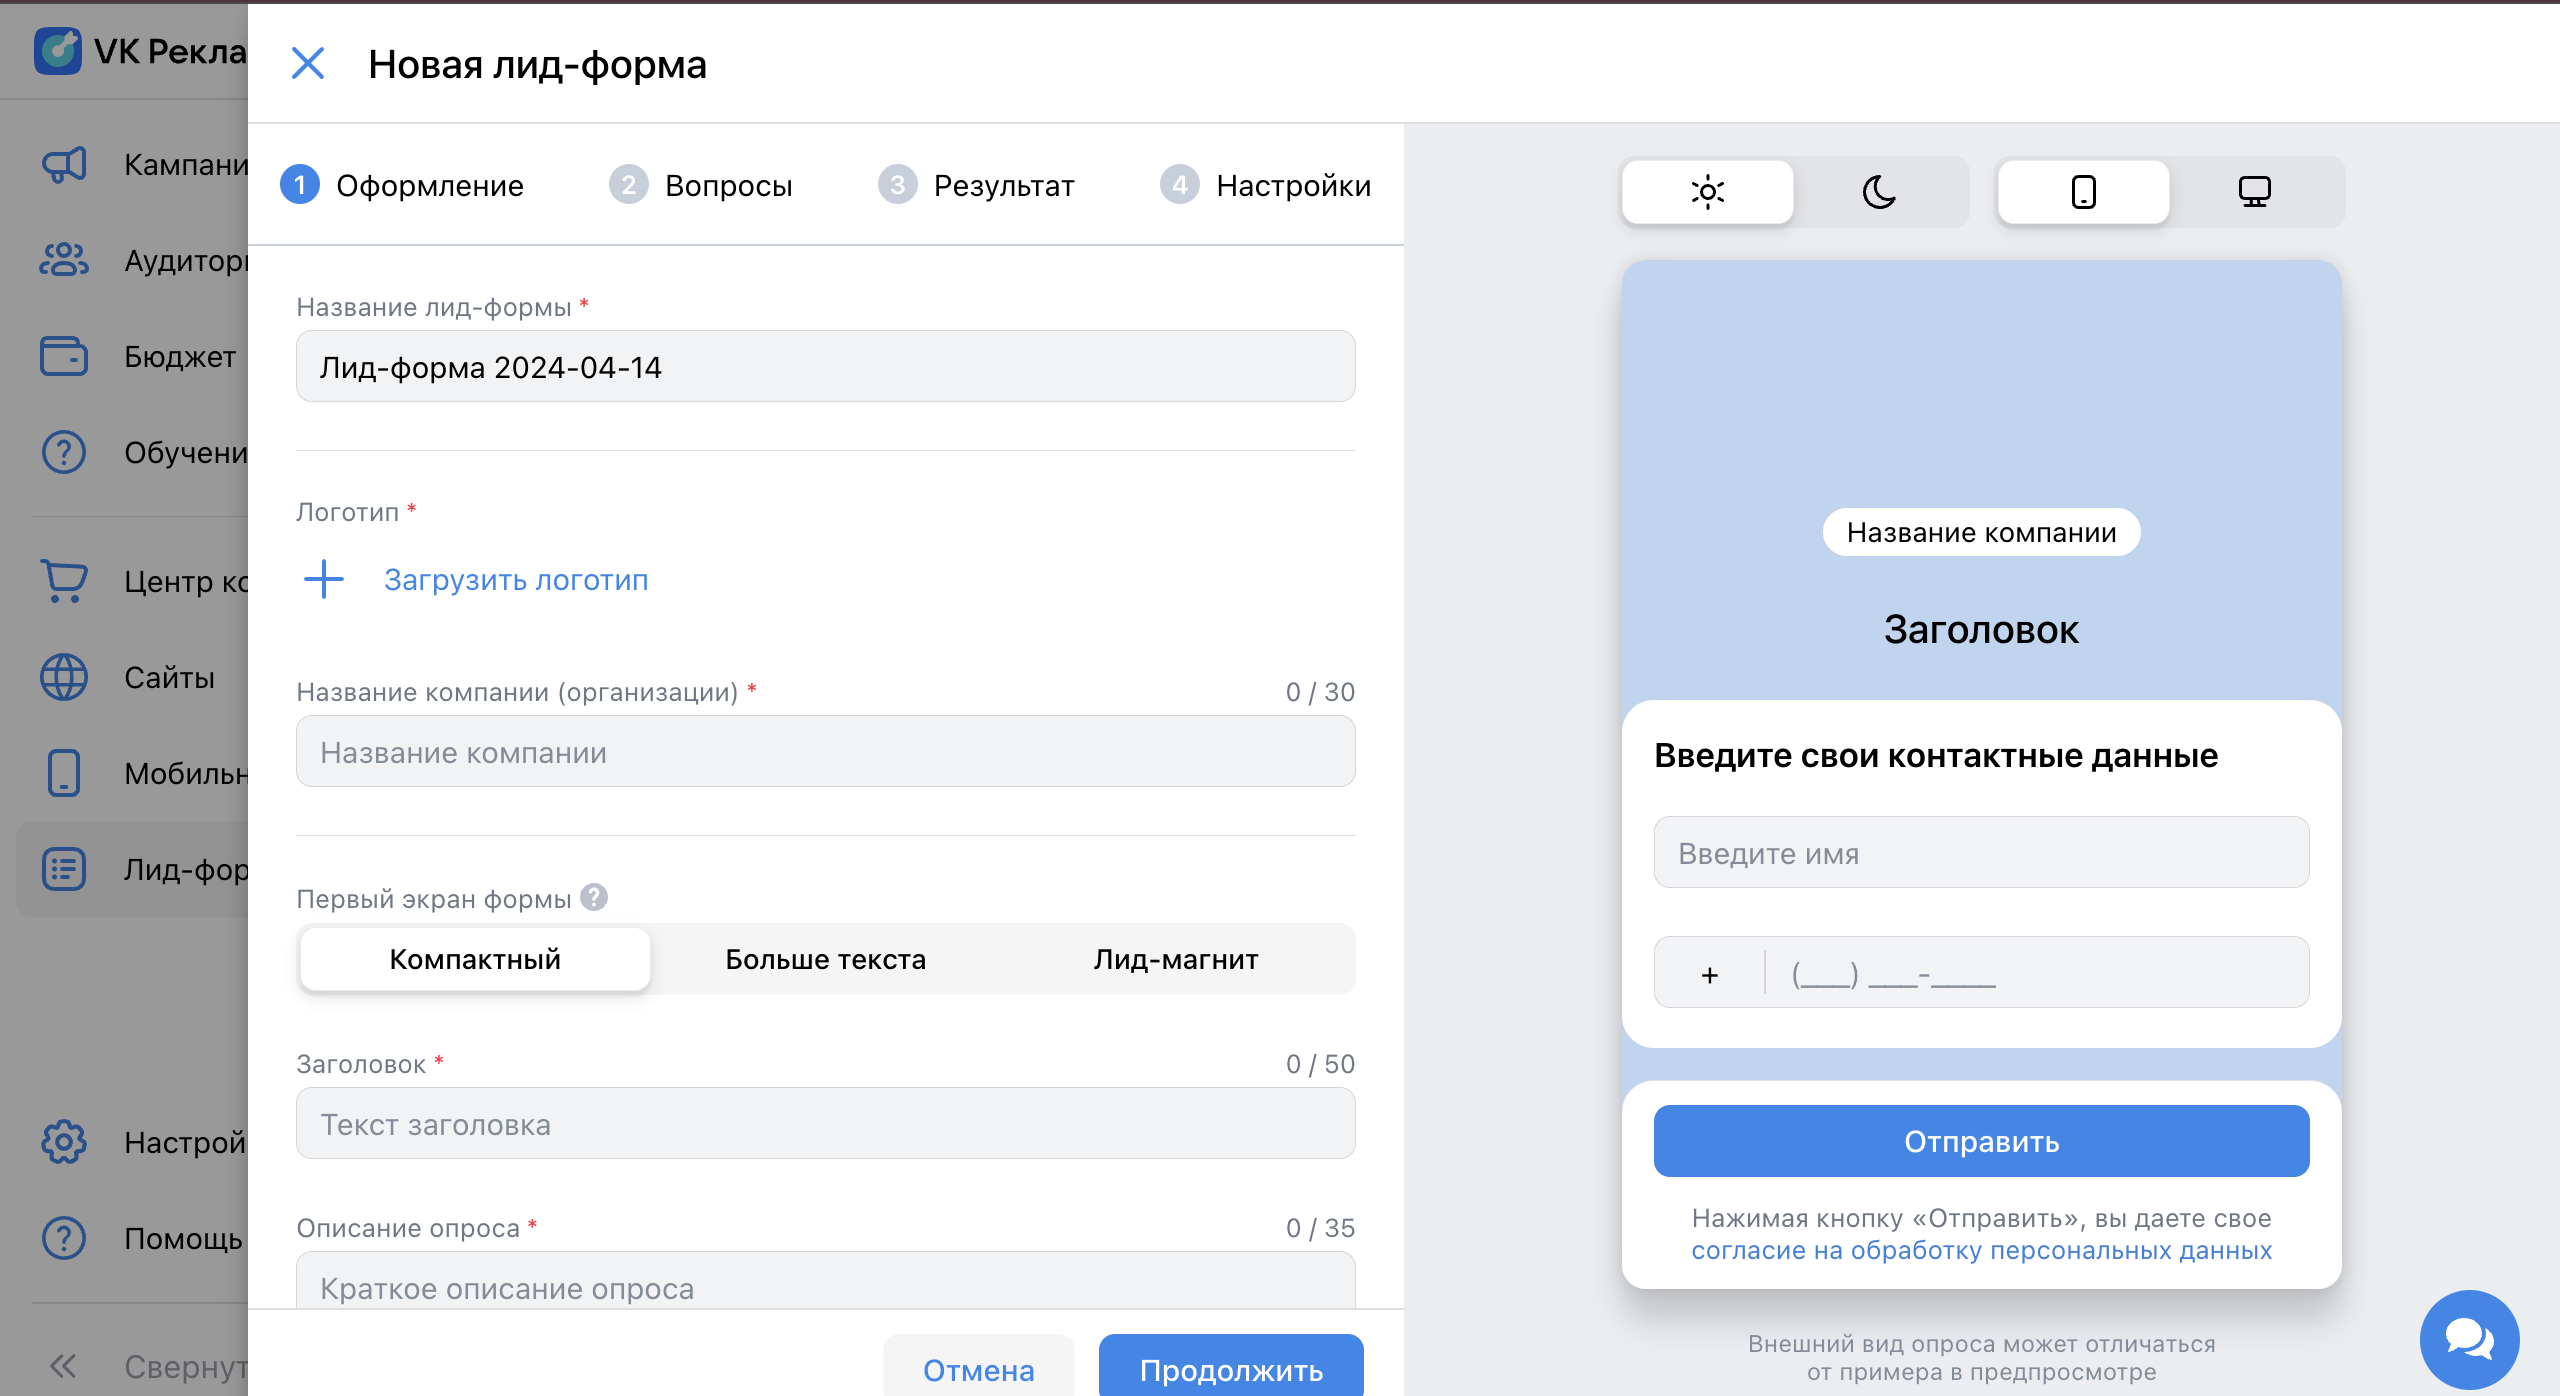 VK Рекла
Новая лид-форма
Кампани
Аудитор
Бюджет
Обучени
Центр ко
Сайты
Мобильн
Лид-фор
Настрой
Помощь
Свернут
1 Оформление
2 Вопросы
3 Результат
4 Настройки
Название лид-формы *
Лид-форма 2024-04-14
Логотип *
Загрузить логотип
Название компании (организации) *
0 / 30
Название компании
Первый экран формы ?
Компактный
Больше текста
Лид-магнит
Заголовок *
0 / 50
Текст заголовка
Описание опроса *
0 / 35
Краткое описание опроса
Отмена
Продолжить
Название компании
Заголовок
Введите свои контактные данные
Введите имя
+ (___) ___-____
Отправить
Нажимая кнопку «Отправить», вы даете свое
согласие на обработку персональных данных
Внешний вид опроса может отличаться
от примера в предпросмотре